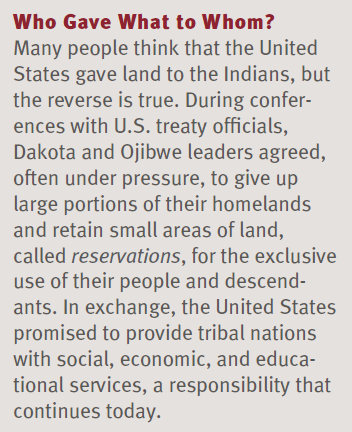 Who Gave What to Whom?
Many people think that the United
States gave land to the Indians, but
the reverse is true. During confer-
ences with U.S. treaty officials,
Dakota and Ojibwe leaders agreed,
often under pressure, to give up
large portions of their homelands
and retain small areas of land,
called reservations, for the exclusive
use of their people and descend-
ants. In exchange, the United States
promised to provide tribal nations
with social, economic, and educa-
tional services, a responsibility that
continues today.